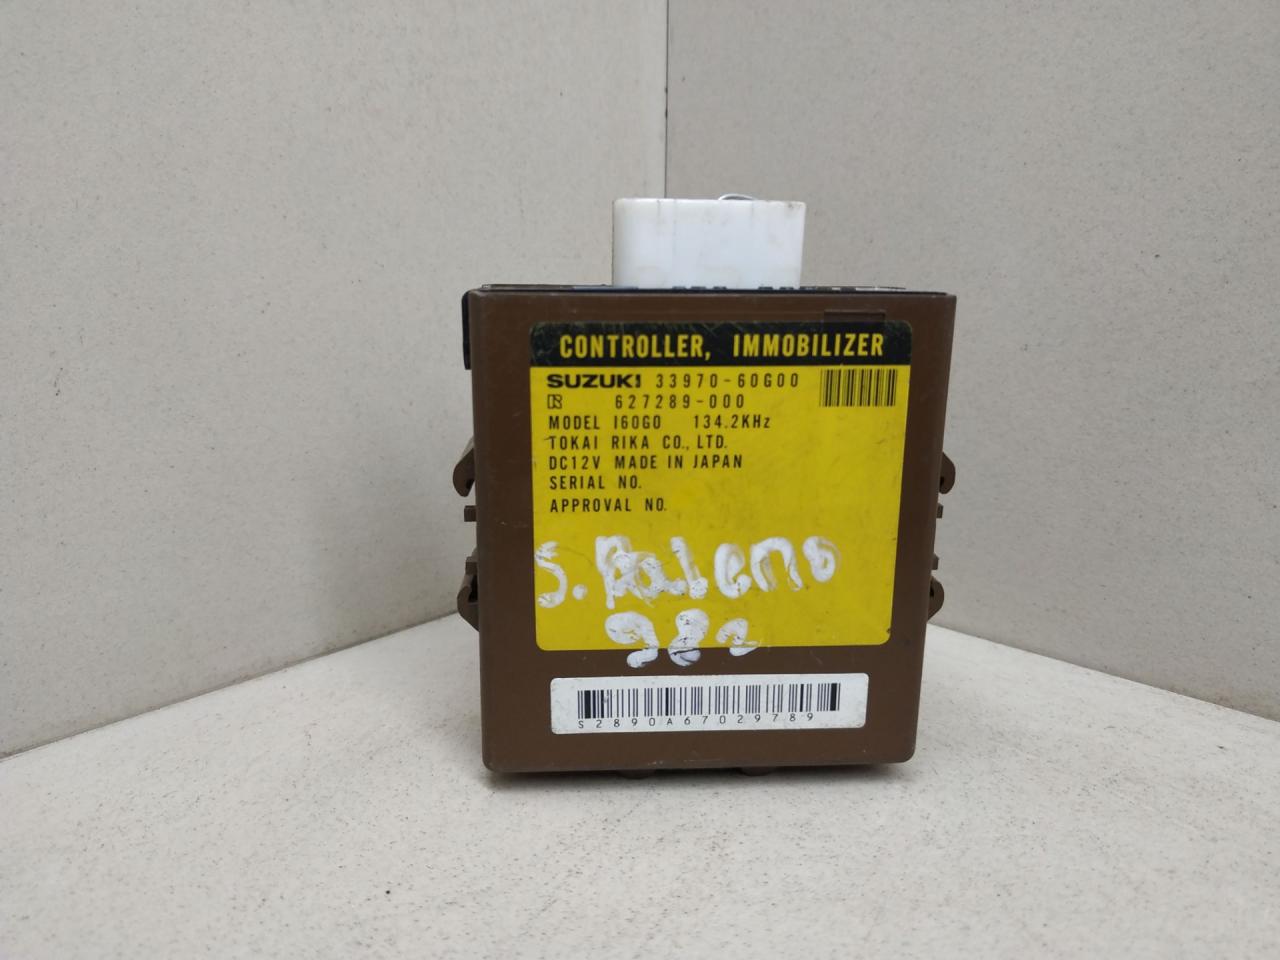 CONTROLLER, IMMOBILIZER
SUZUKI 33970-60G00
R 627289-000
MODEL I60G0 134.2KHz
TOKAI RIKA CO., LTD.
DC12V MADE IN JAPAN
SERIAL NO.
APPROVAL NO.
S. Baleno
982
S2890A67029789